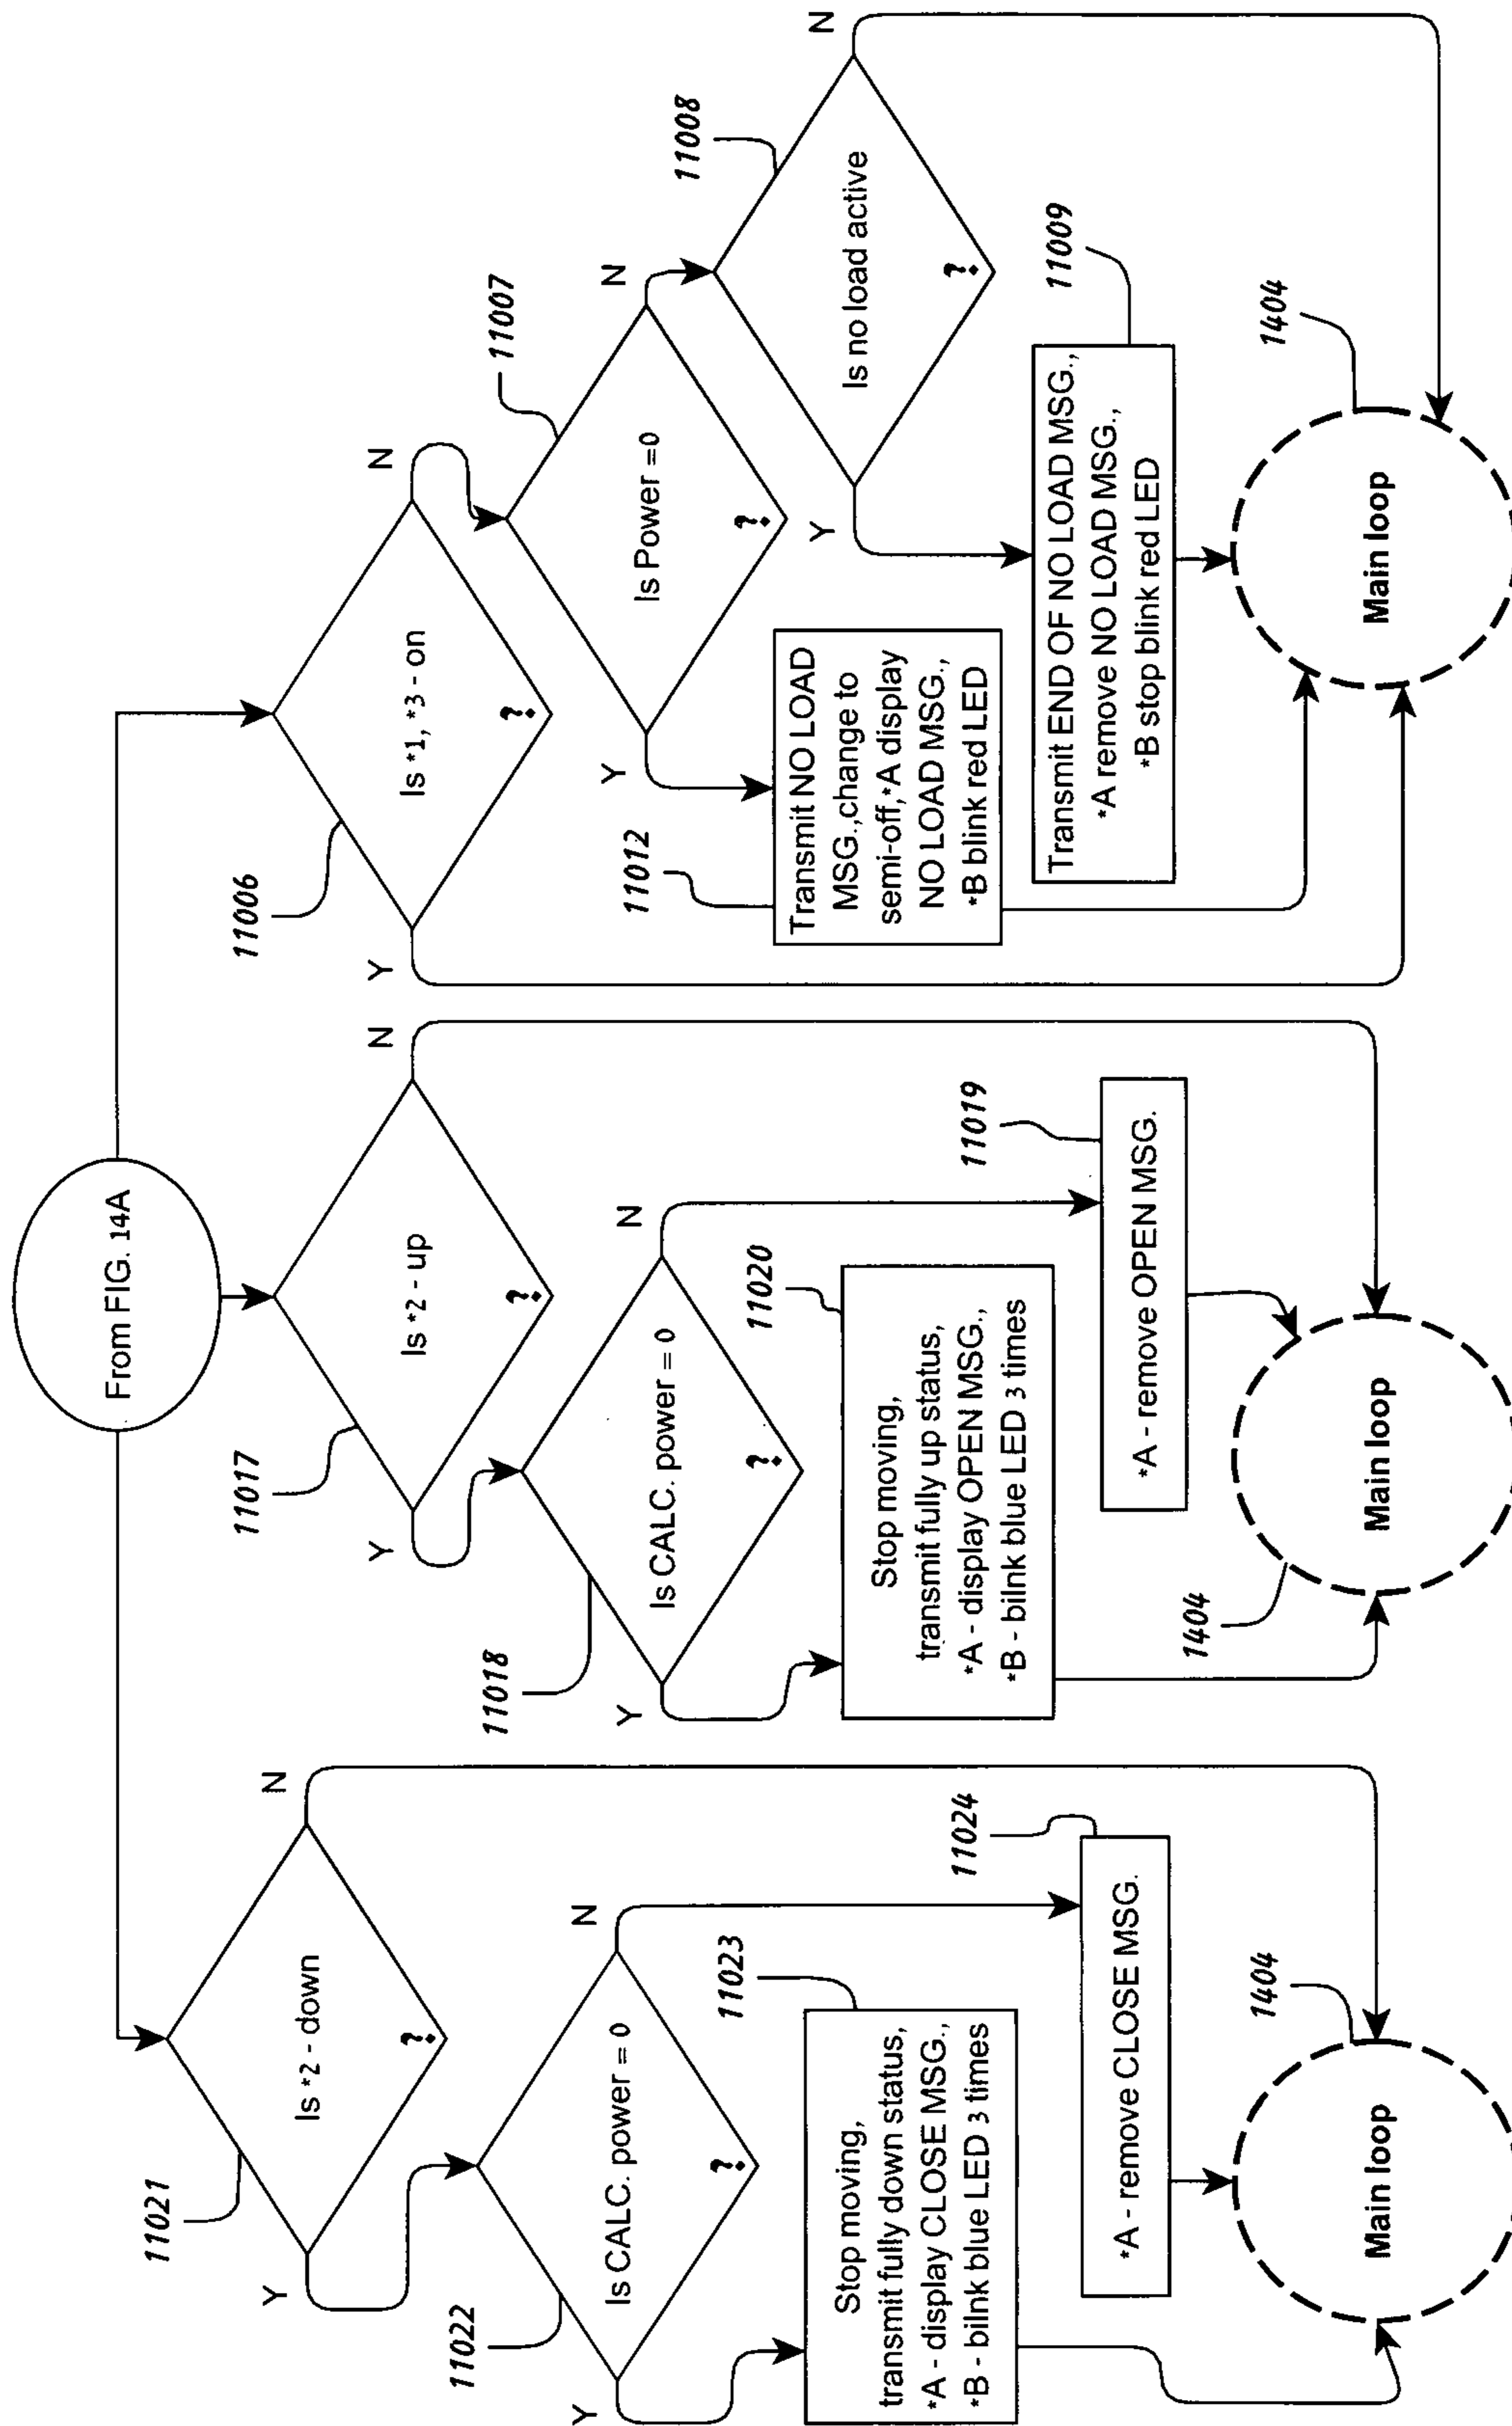 From FIG. 14A
11021
Is *2 - down
?
Y
N
11022
Is CALC. power = 0
?
Y
N
11023
Stop moving,
transmit fully down status,
*A - display CLOSE MSG.,
*B - bilnk blue LED 3 times
11024
*A - remove CLOSE MSG.
1404
Main loop
11017
Is *2 - up
?
Y
N
11018
Is CALC. power = 0
?
Y
N
11020
Stop moving,
transmit fully up status,
*A - display OPEN MSG.,
*B - bilnk blue LED 3 times
11019
*A - remove OPEN MSG.
1404
Main loop
11006
Is *1, *3 - on
?
Y
N
11007
Is Power =0
?
Y
N
11008
Is no load active
?
Y
N
11012
Transmit NO LOAD
MSG.,change to
semi-off,*A display
NO LOAD MSG.,
*B blink red LED
11009
Transmit END OF NO LOAD MSG.,
*A remove NO LOAD MSG.,
*B stop blink red LED
1404
Main loop